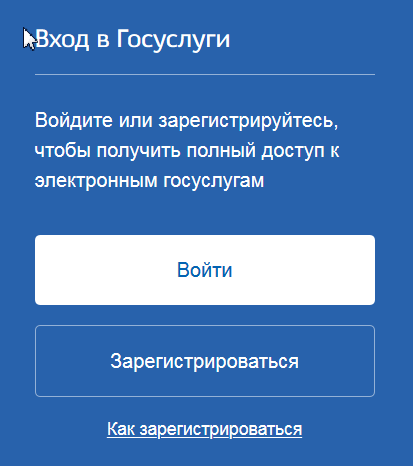 Вход в Госуслуги
Войдите или зарегистрируйтесь,
чтобы получить полный доступ к
электронным госуслугам
Войти
Зарегистрироваться
Как зарегистрироваться